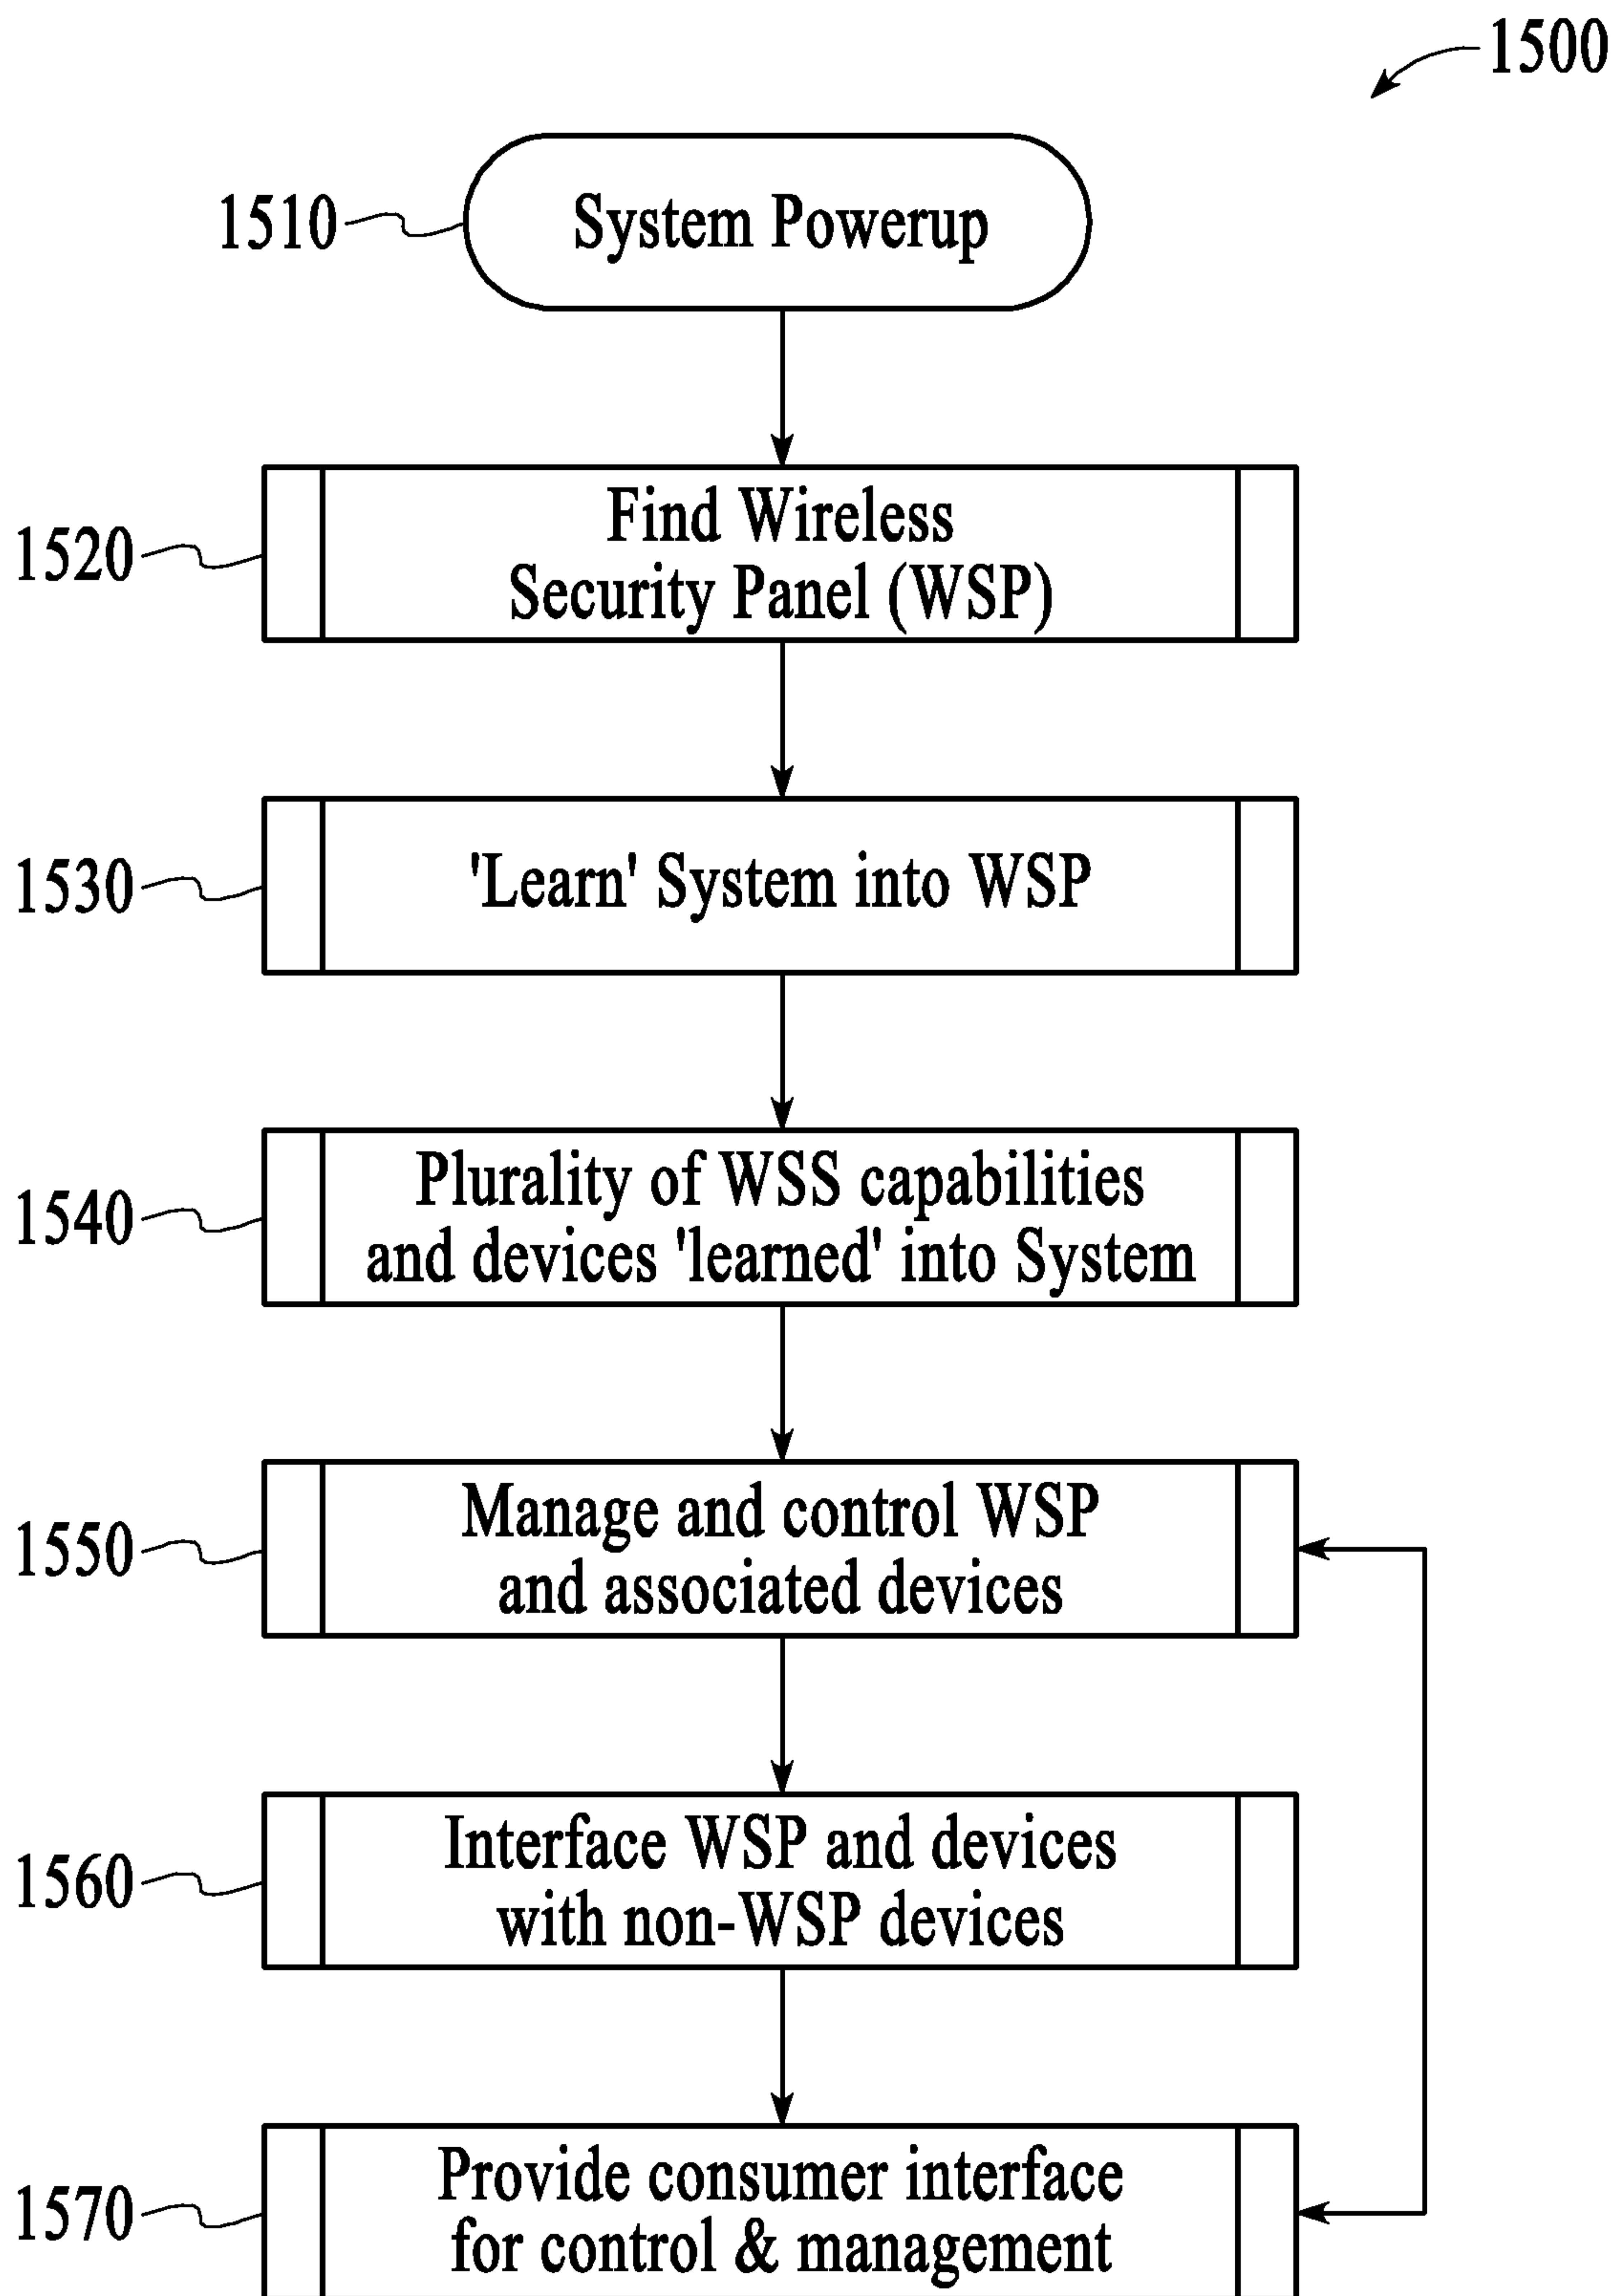 1500
1510
System Powerup
1520
Find Wireless
Security Panel (WSP)
1530
'Learn' System into WSP
1540
Plurality of WSS capabilities
and devices 'learned' into System
1550
Manage and control WSP
and associated devices
1560
Interface WSP and devices
with non-WSP devices
1570
Provide consumer interface
for control & management